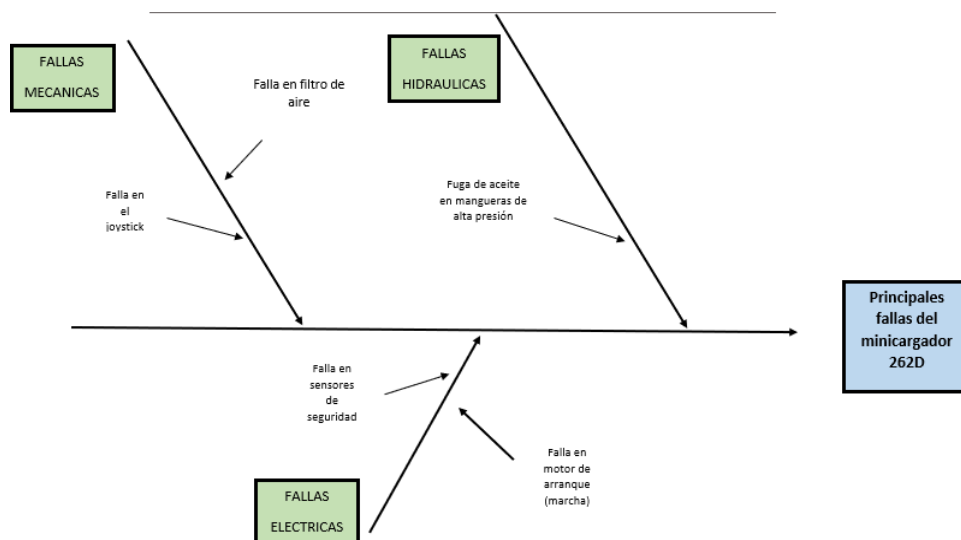 FALLAS
MECANICAS
FALLAS
HIDRAULICAS
Falla en filtro de
aire
Falla en
el
joystick
Fuga de aceite
en mangueras de
alta presión
Principales
fallas del
minicargador
262D
Falla en
sensores
de
seguridad
Falla en
motor de
arranque
(marcha)
FALLAS
ELECTRICAS